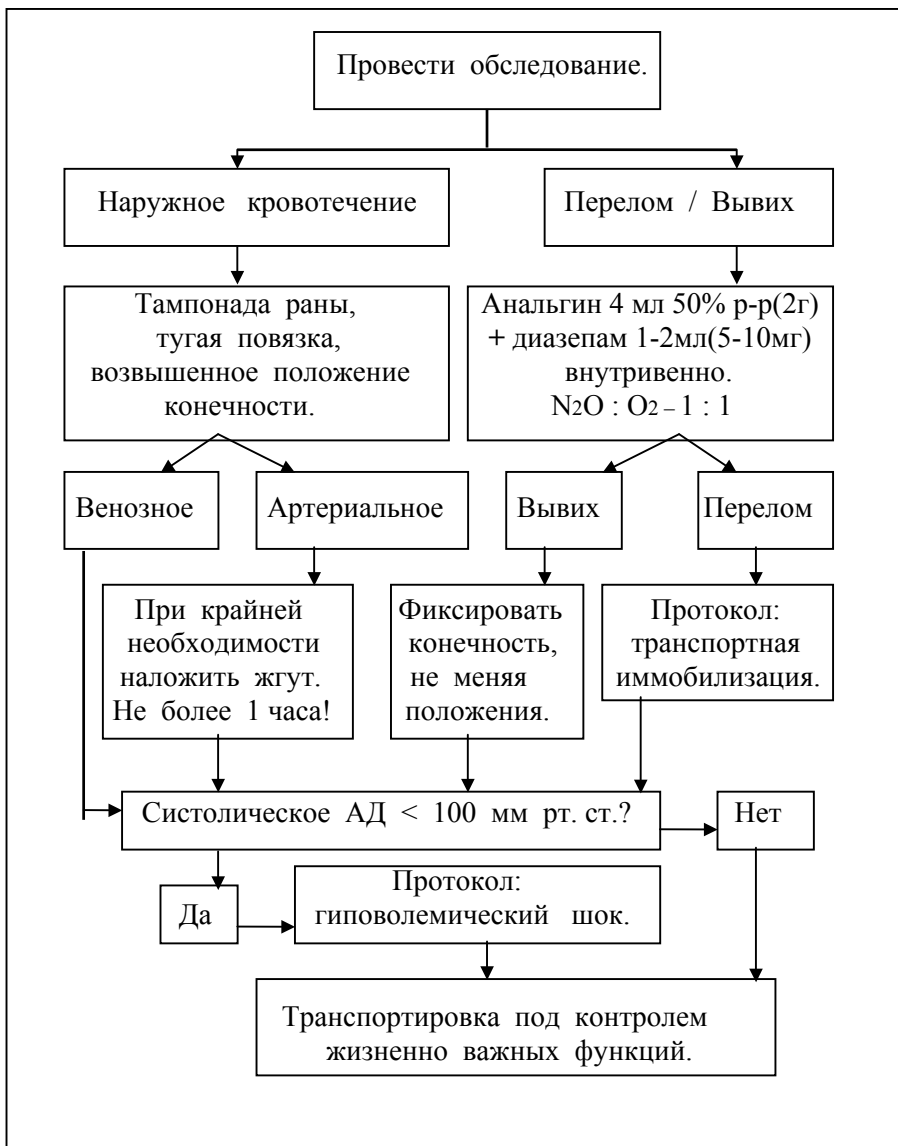 Провести обследование.
Наружное кровотечение
Перелом / Вывих
Тампонада раны,
тугая повязка,
возвышенное положение
конечности.
Анальгин 4 мл 50% р-р(2г)
+ диазепам 1-2мл(5-10мг)
внутривенно.
N2O : O2 – 1 : 1
Венозное
Артериальное
Вывих
Перелом
При крайней
необходимости
наложить жгут.
Не более 1 часа!
Фиксировать
конечность,
не меняя
положения.
Протокол:
транспортная
иммобилизация.
Систолическое АД < 100 мм рт. ст.?
Нет
Да
Протокол:
гиповолемический шок.
Транспортировка под контролем
жизненно важных функций.